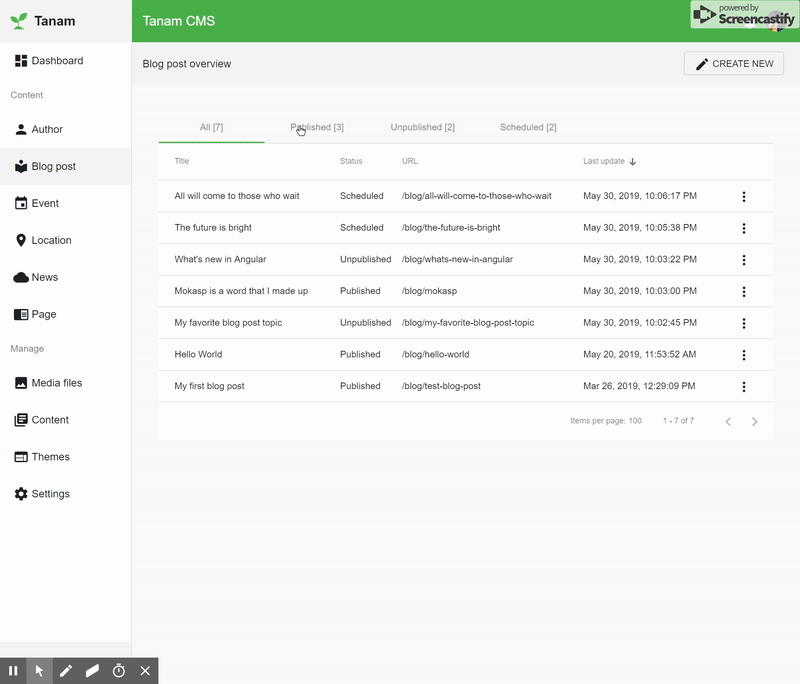 Tanam
Tanam CMS
powered by
Screencastify
Dashboard
Blog post overview
CREATE NEW
Content
Author
Blog post
Event
Location
News
Page
Manage
Media files
Content
Themes
Settings
All [7] Published [3] Unpublished [2] Scheduled [2]
Title Status URL Last update
All will come to those who wait Scheduled /blog/all-will-come-to-those-who-wait May 30, 2019, 10:06:17 PM
The future is bright Scheduled /blog/the-future-is-bright May 30, 2019, 10:05:38 PM
What's new in Angular Unpublished /blog/whats-new-in-angular May 30, 2019, 10:03:22 PM
Mokasp is a word that I made up Published /blog/mokasp May 30, 2019, 10:03:00 PM
My favorite blog post topic Unpublished /blog/my-favorite-blog-post-topic May 30, 2019, 10:02:45 PM
Hello World Published /blog/hello-world May 20, 2019, 11:53:52 AM
My first blog post Published /blog/test-blog-post Mar 26, 2019, 12:29:09 PM
Items per page: 100 1 - 7 of 7